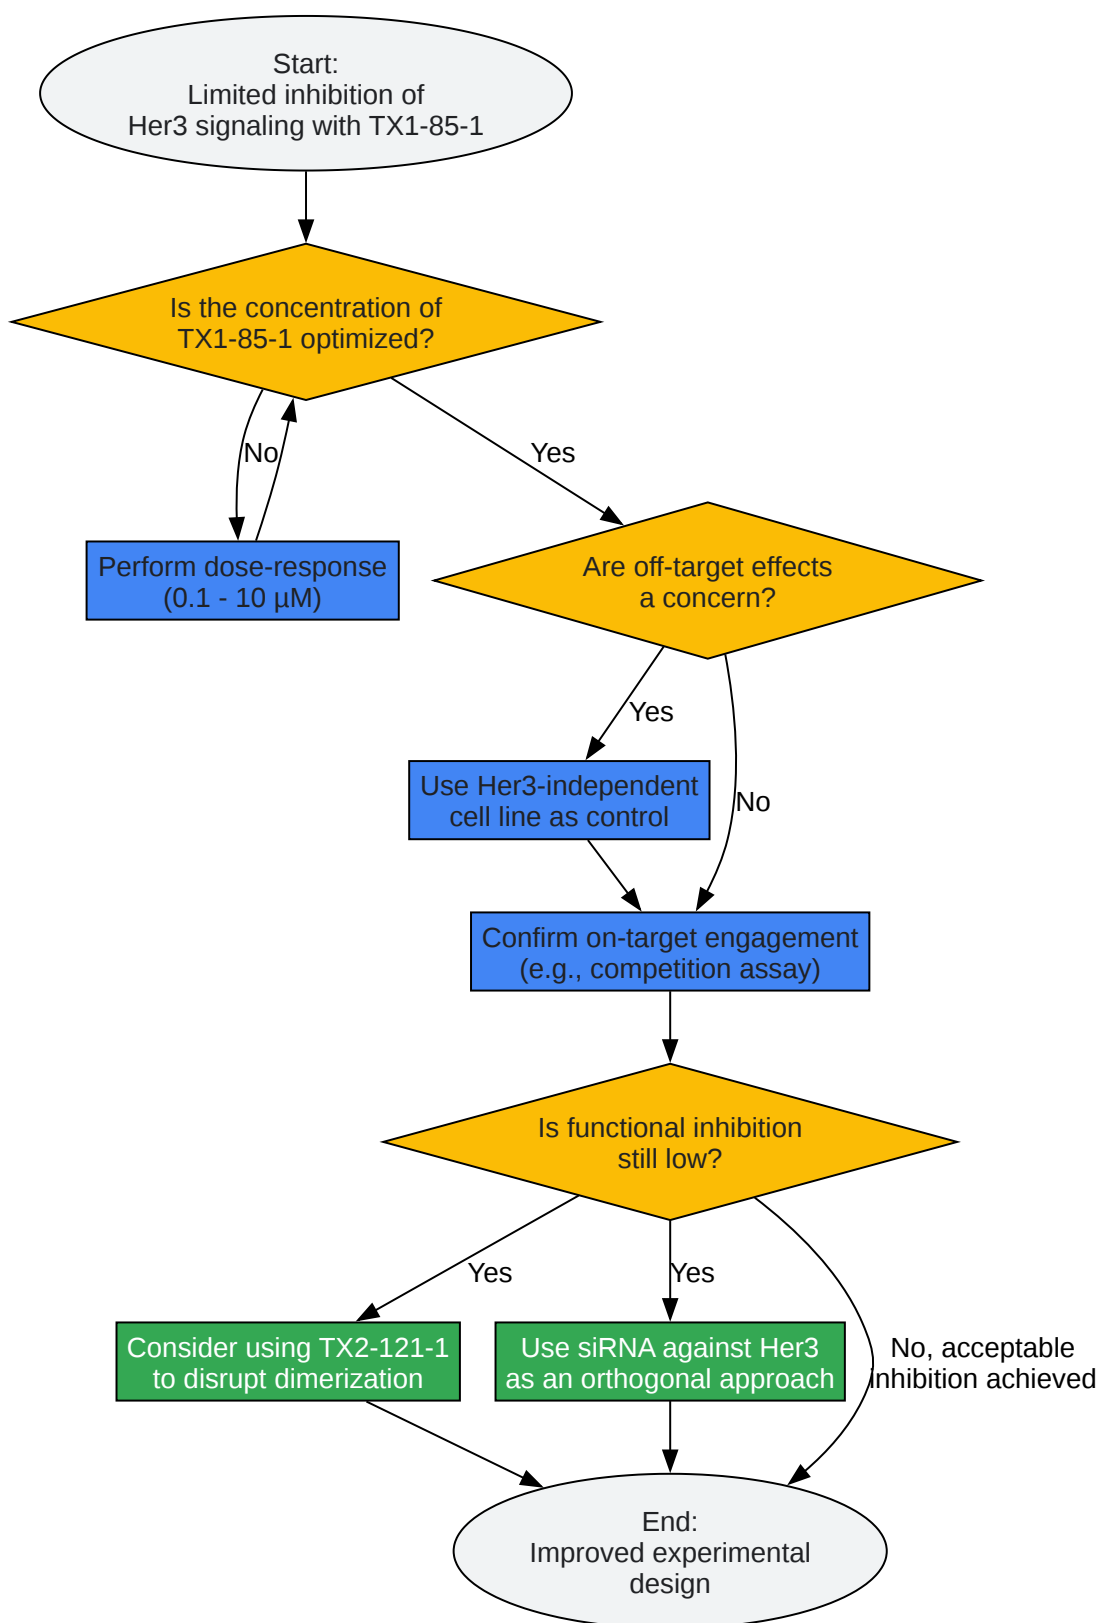 Start:
Limited inhibition of
Her3 signaling with TX1-85-1
Is the concentration of
TX1-85-1 optimized?
No
Yes
Perform dose-response
(0.1 - 10 µM)
Are off-target effects
a concern?
Yes
No
Use Her3-independent
cell line as control
Confirm on-target engagement
(e.g., competition assay)
Is functional inhibition
still low?
Yes
Yes
No, acceptable
inhibition achieved
Consider using TX2-121-1
to disrupt dimerization
Use siRNA against Her3
as an orthogonal approach
End:
Improved experimental
design